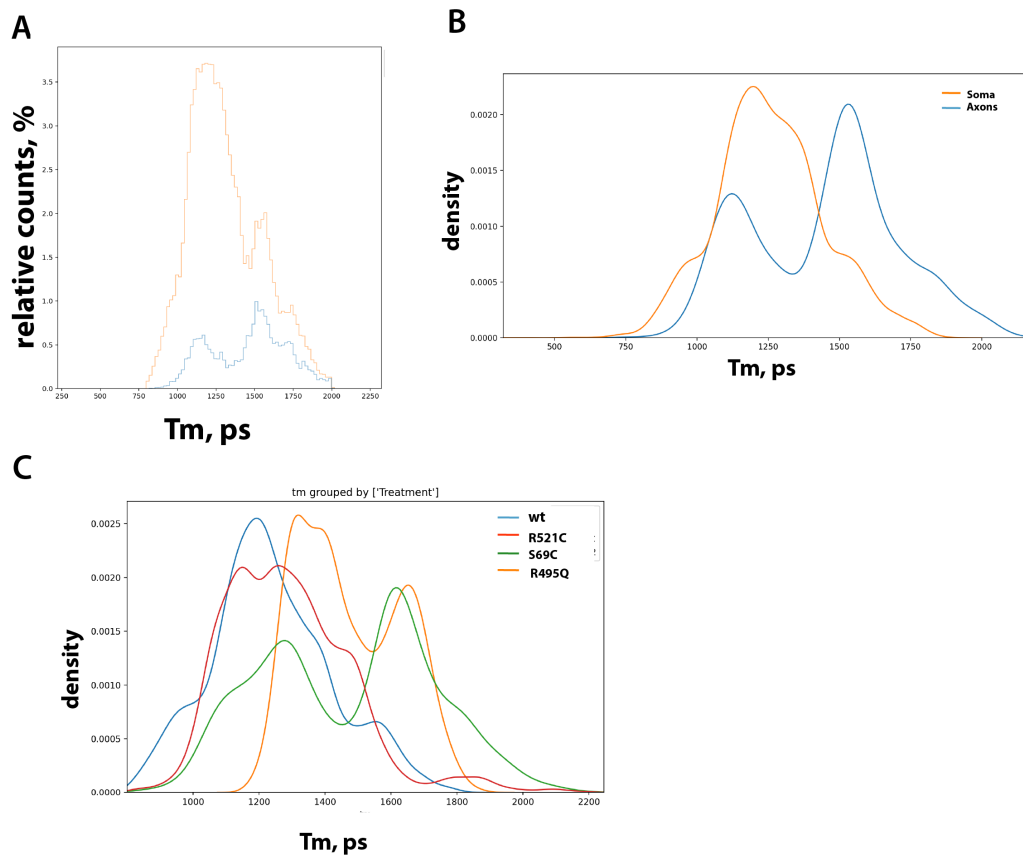 A
relative counts, %
3.5
3.0
2.5
2.0
1.5
1.0
0.5
0.0
250 500 750 1000 1250 1500 1750 2000 2250
Tm, ps
B
Soma
Axons
density
0.0020
0.0015
0.0010
0.0005
0.0000
500 750 1000 1250 1500 1750 2000
Tm, ps
C
tm grouped by ['Treatment']
wt
R521C
S69C
R495Q
density
0.0025
0.0020
0.0015
0.0010
0.0005
0.0000
1000 1200 1400 1600 1800 2000 2200
Tm, ps